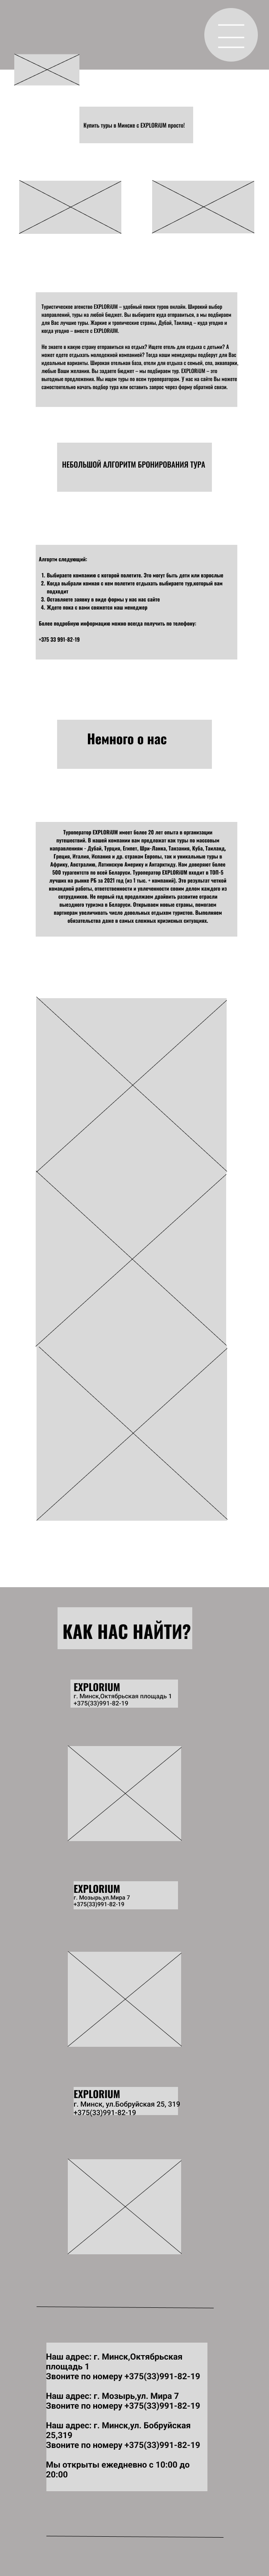 Купить туры в Минске с EXPLORIUM просто!
Туристическое агенство EXPLORIUM – удобный поиск туров онлайн. Широкий выбор
направлений, туры на любой бюджет. Вы выбираете куда отправиться, а мы подбираем
для Вас лучшие туры. Жаркие и тропические страны, Дубай, Таиланд – куда угодно и
когда угодно – вместе с EXPLORIUM.
Не знаете в какую страну отправиться на отдых? Ищете отель для отдыха с детьми? А
может едете отдыхать молодежной компанией? Тогда наши менеджеры подберут для Вас
идеальные варианты. Широкая отельная база, отели для отдыха с семьей, спа, аквапарки,
любые Ваши желания. Вы задаете бюджет – мы подбираем тур. EXPLORIUM – это
выгодные предложения. Мы ищем туры по всем туроператорам. У нас на сайте Вы можете
самостоятельно начать подбор тура или оставить запрос через форму обратной связи.
НЕБОЛЬШОЙ АЛГОРИТМ БРОНИРОВАНИЯ ТУРА
Алгортм следующий:
1. Выбираете компанию с которой полетите. Это могут быть дети или взрослые
2. Когда выбрали компая с кем полетите отдыхать выбираете тур,который вам
подходит
3. Оставляете заявку в виде формы у нас нас сайте
4. Ждете пока с вами свяжется наш менеджер
Более подробную информацию можно всегда получить по телефону:
+375 33 991-82-19
Немного о нас
Туроператор EXPLORIUM имеет более 20 лет опыта в организации
путешествий. В нашей компании вам предложат как туры по массовым
направлениям - Дубай, Турция, Египет, Шри-Ланка, Танзания, Куба, Таиланд,
Греция, Италия, Испания и др. странам Европы, так и уникальные туры в
Африку, Австралию, Латинскую Америку и Антарктиду. Нам доверяют более
500 турагентств по всей Беларуси. Туроператор EXPLORIUM входит в ТОП-5
лучших на рынке РБ за 2021 год (из 1 тыс. + компаний). Это результат четкой
командной работы, ответственности и увлеченности своим делом каждого из
сотрудников. Не первый год продолжаем драйвить развитие отрасли
выездного туризма в Беларуси. Открываем новые страны, помогаем
партнерам увеличивать число довольных отдыхом туристов. Выполняем
обязательства даже в самых сложных кризисных ситуациях.
КАК НАС НАЙТИ?
EXPLORIUM
г. Минск,Октябрьская площадь 1
+375(33)991-82-19
EXPLORIUM
г. Мозырь,ул.Мира 7
+375(33)991-82-19
EXPLORIUM
г. Минск, ул.Бобруйская 25, 319
+375(33)991-82-19
Наш адрес: г. Минск,Октябрьская
площадь 1
Звоните по номеру +375(33)991-82-19
Наш адрес: г. Мозырь,ул. Мира 7
Звоните по номеру +375(33)991-82-19
Наш адрес: г. Минск,ул. Бобруйская
25,319
Звоните по номеру +375(33)991-82-19
Мы открыты ежедневно с 10:00 до
20:00